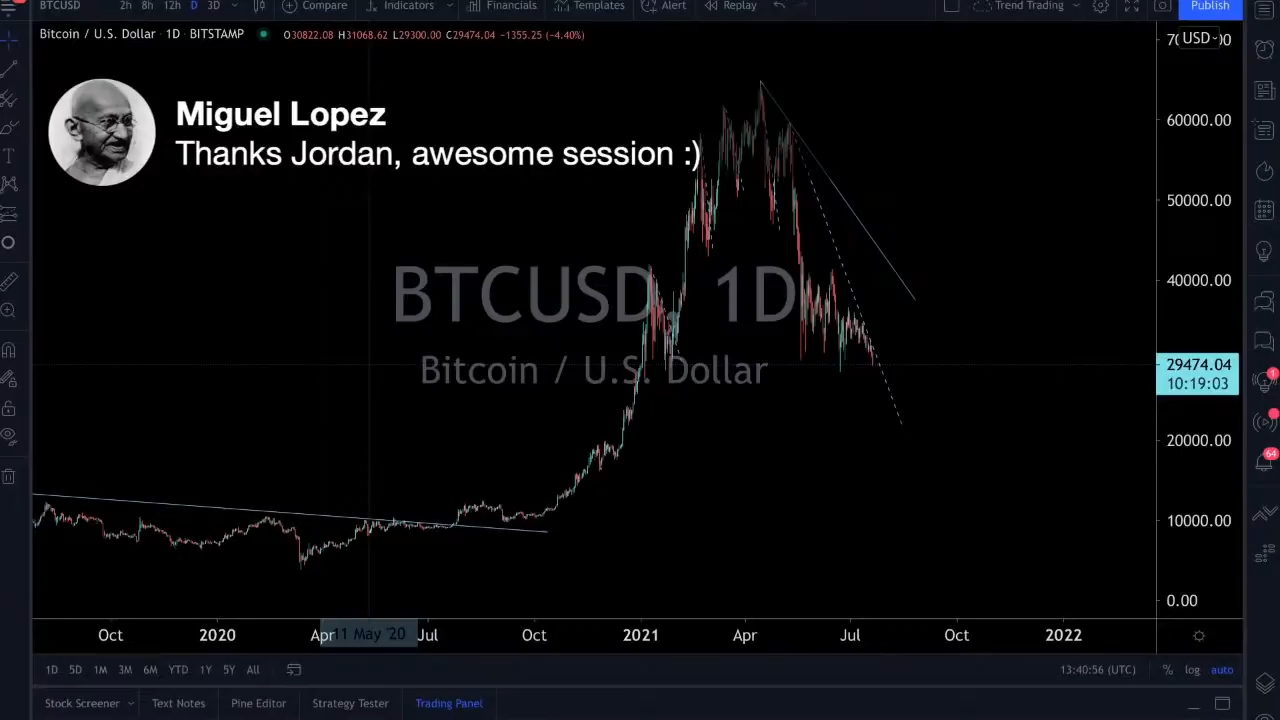 BTCUSD 2h 8h 12h D 3D Compare Indicators Financials Templates Alert Replay Trend Trading Publish
Bitcoin / U.S. Dollar · 1D · BITSTAMP O30822.08 H31068.62 L29300.00 C29474.04 −1355.25 (−4.40%)
USD
Miguel Lopez
Thanks Jordan, awesome session :)
60000.00
50000.00
BTCUSD, 1D
40000.00
Bitcoin / U.S. Dollar
29474.04
10:19:03
1
20000.00
64
10000.00
0.00
Oct 2020 Apr 11 May '20 Jul Oct 2021 Apr Jul Oct 2022
1D 5D 1M 3M 6M YTD 1Y 5Y All 13:40:56 (UTC) % log auto
Stock Screener Text Notes Pine Editor Strategy Tester Trading Panel